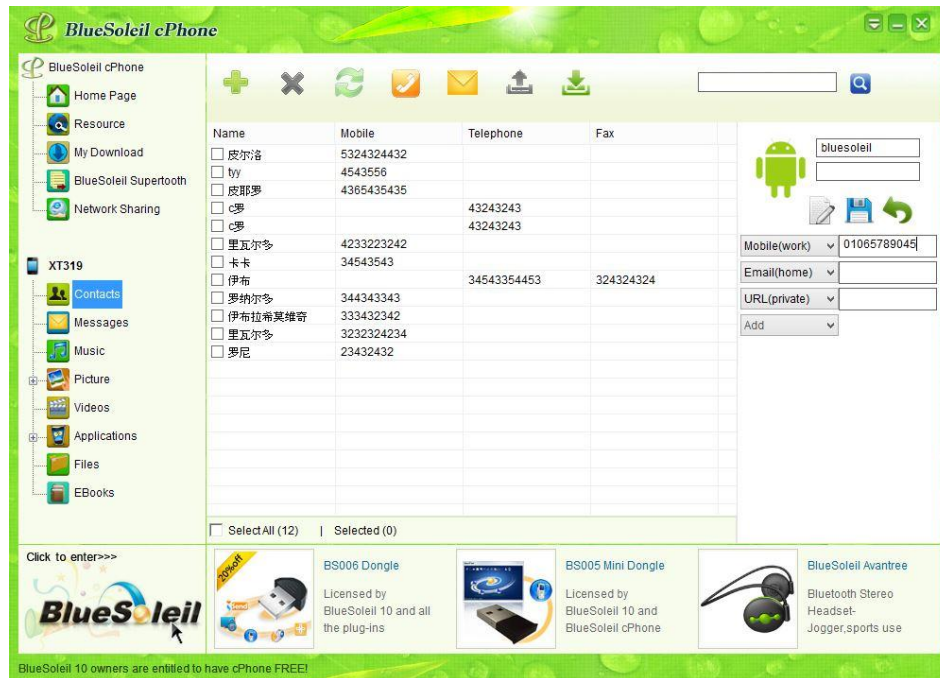 BlueSoleil cPhone
BlueSoleil cPhone
Home Page
Resource
My Download
BlueSoleil Supertooth
Network Sharing
XT319
Contacts
Messages
Music
Picture
Videos
Applications
Files
EBooks
Name Mobile Telephone Fax
皮尔洛 5324324432
tyy 4543556
皮耶罗 4365435435
c罗 43243243
c罗 43243243
里瓦尔多 4233223242
卡卡 34543543
伊布 34543354453 324324324
罗纳尔多 344343343
伊布拉希莫维奇 333432342
里瓦尔多 3232324234
罗尼 23432432
SelectAll (12) | Selected (0)
bluesoleil
Mobile(work) 01065789045
Email(home)
URL(private)
Add
Click to enter>>>
BlueSoleil
20%off
Send
BS006 Dongle
Licensed by
BlueSoleil 10 and all
the plug-ins
BS005 Mini Dongle
Licensed by
BlueSoleil 10 and
BlueSoleil cPhone
BlueSoleil Avantree
Bluetooth Stereo
Headset-
Jogger,sports use
BlueSoleil 10 owners are entitled to have cPhone FREE!